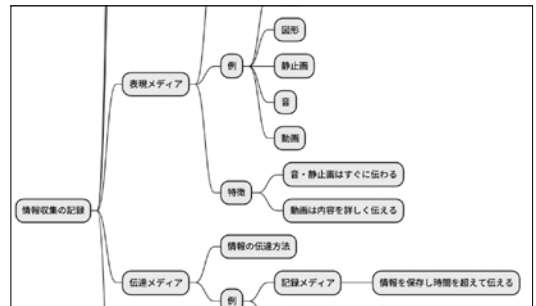 情報収集の記録
表現メディア
例
図形
静止画
音
動画
特徴
音・静止画はすぐに伝わる
動画は内容を詳しく伝える
伝達メディア
情報の伝達方法
例
記録メディア
情報を保存し時間を超えて伝える